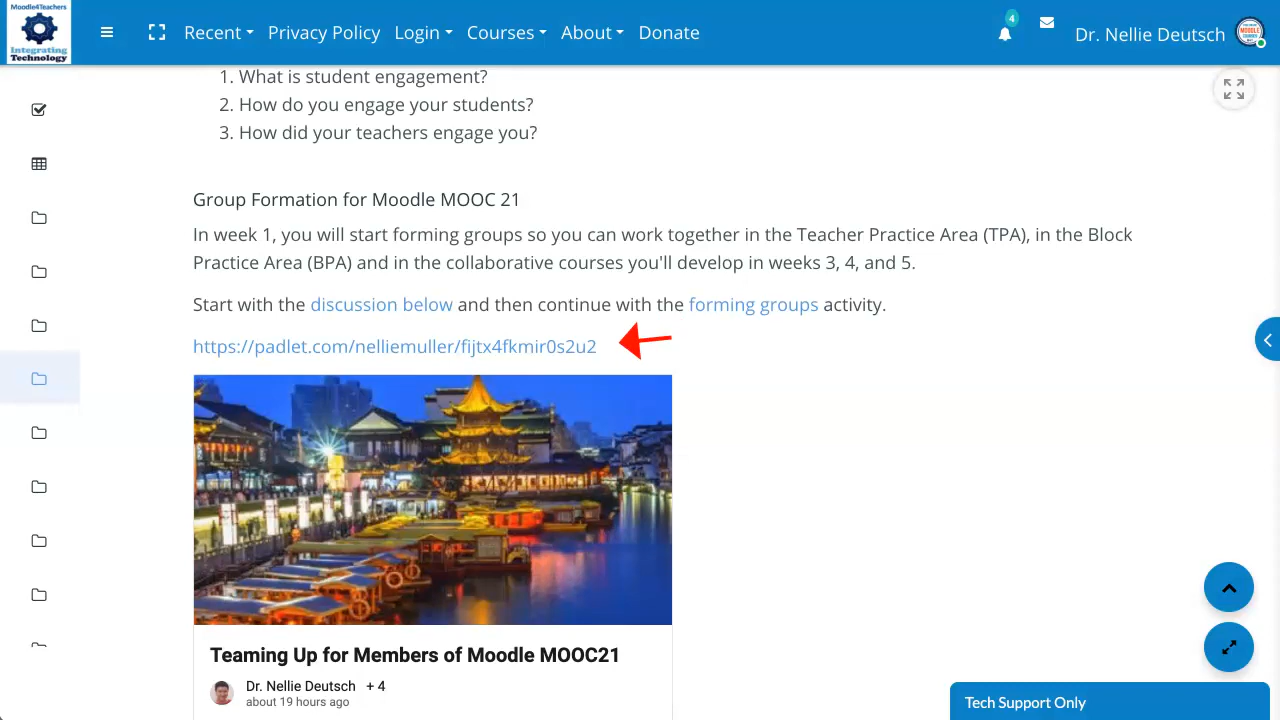 Moodle4Teachers
Integrating
Technology
Recent
Privacy Policy
Login
Courses
About
Donate
4
Dr. Nellie Deutsch
1. What is student engagement?
2. How do you engage your students?
3. How did your teachers engage you?
Group Formation for Moodle MOOC 21
In week 1, you will start forming groups so you can work together in the Teacher Practice Area (TPA), in the Block
Practice Area (BPA) and in the collaborative courses you'll develop in weeks 3, 4, and 5.
Start with the discussion below and then continue with the forming groups activity.
https://padlet.com/nelliemuller/fijtx4fkmir0s2u2
Teaming Up for Members of Moodle MOOC21
Dr. Nellie Deutsch + 4
about 19 hours ago
Tech Support Only